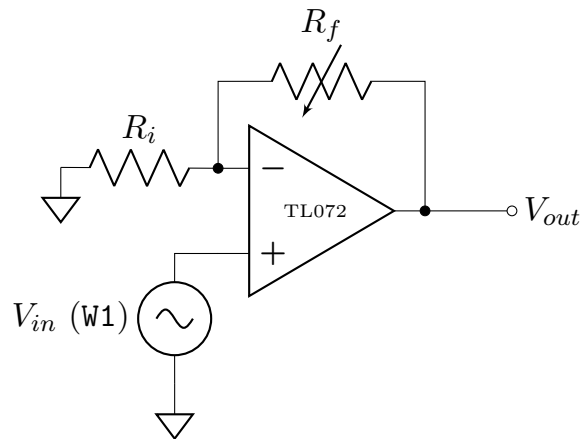 R_f
R_i
−
TL072
+
V_out
V_in (W1)